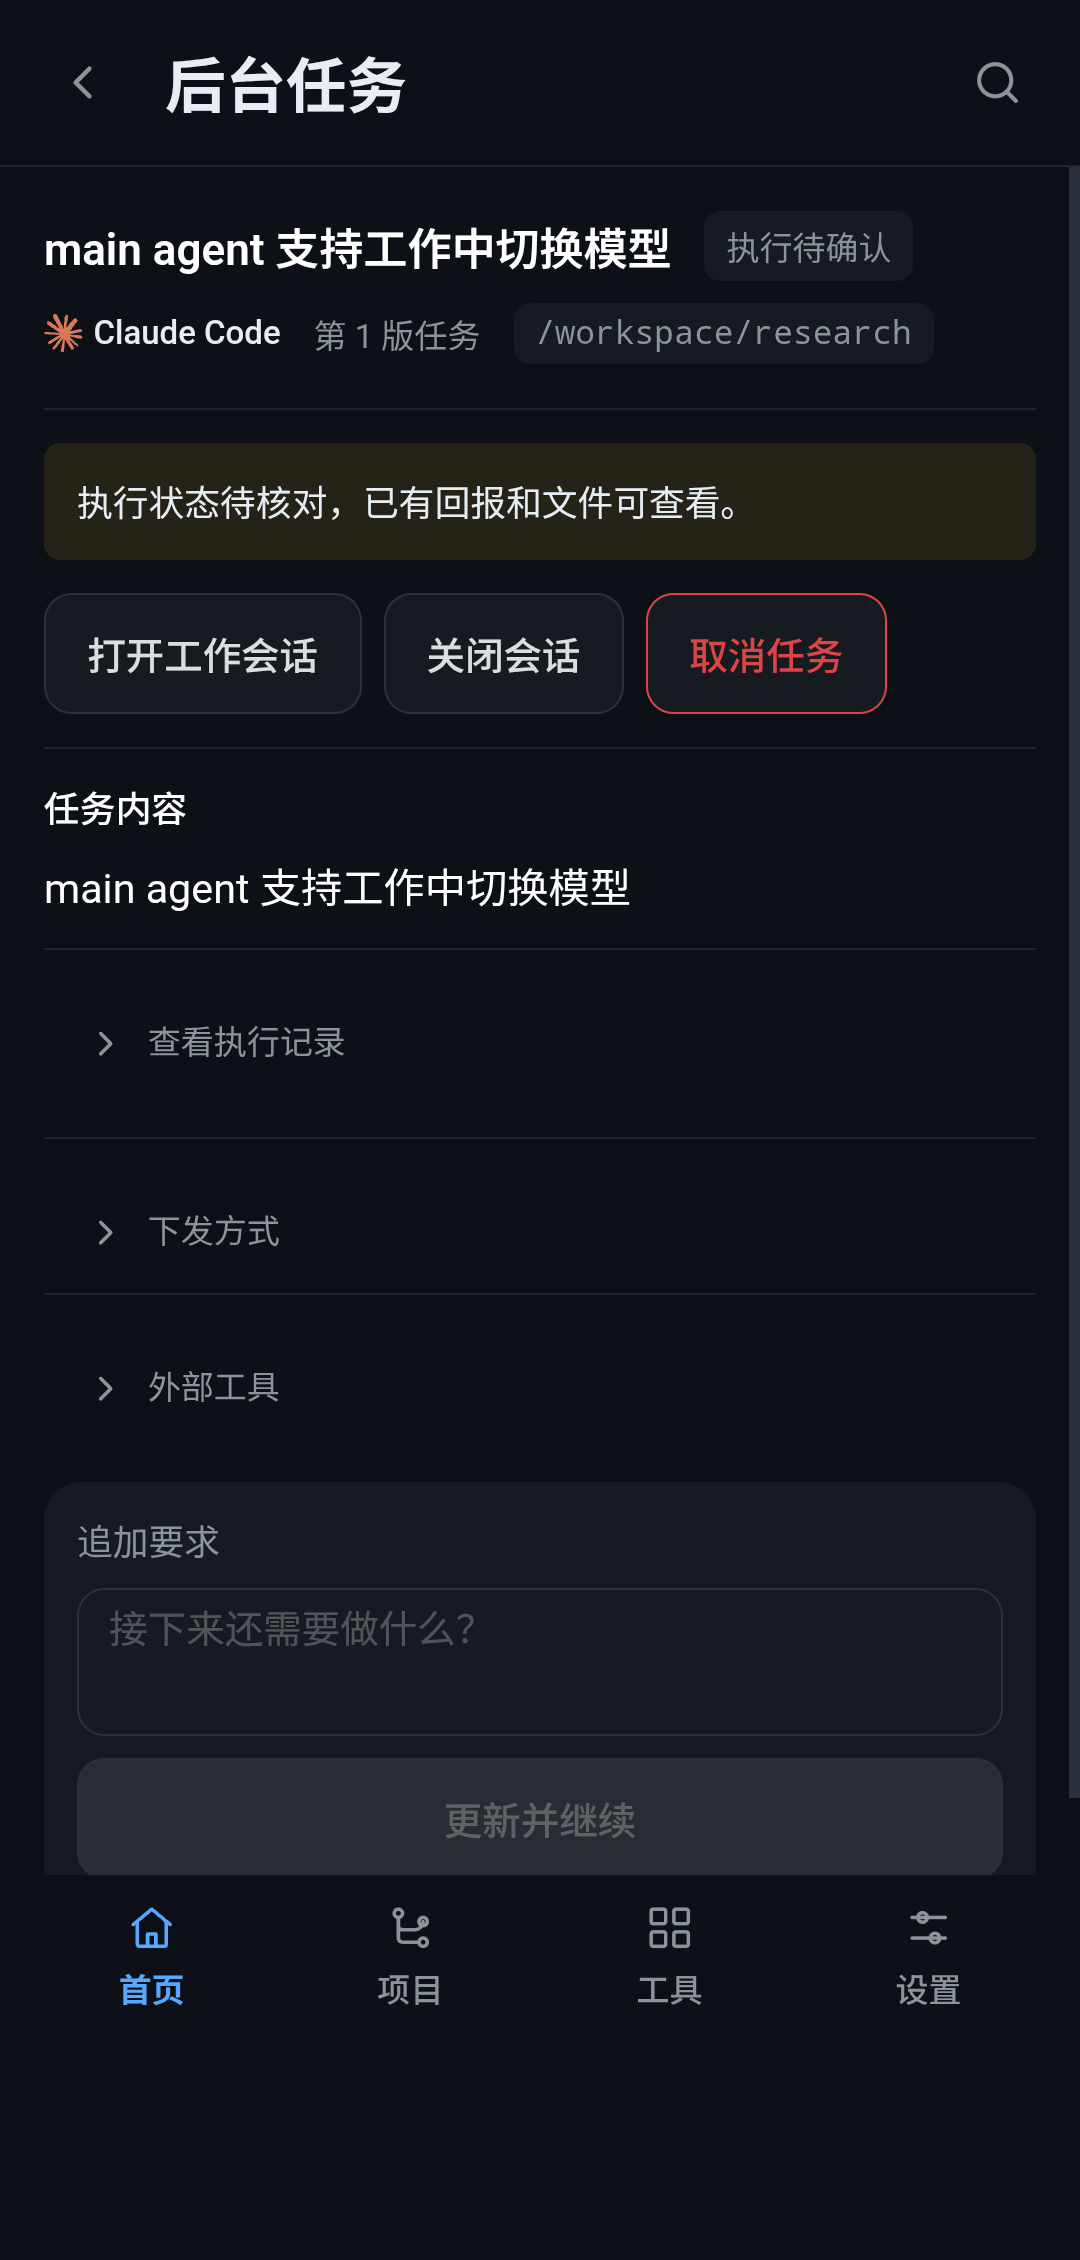 后台任务
main agent 支持工作中切换模型 执行待确认
Claude Code 第 1 版任务 /workspace/research
执行状态待核对，已有回报和文件可查看。
打开工作会话 关闭会话 取消任务
任务内容
main agent 支持工作中切换模型
查看执行记录
下发方式
外部工具
追加要求
接下来还需要做什么？
更新并继续
首页 项目 工具 设置